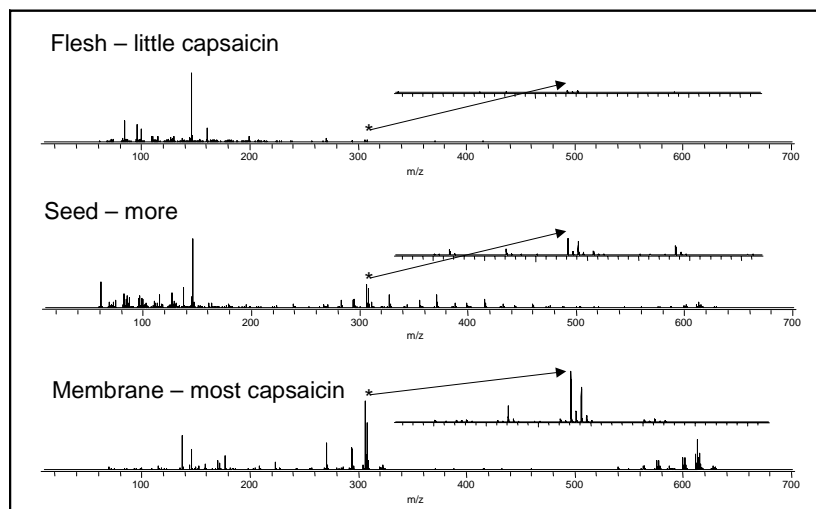 Flesh – little capsaicin
*
100 200 300 400 500 600 700
m/z
Seed – more
*
100 200 300 400 500 600 700
m/z
Membrane – most capsaicin
*
100 200 300 400 500 600 700
m/z